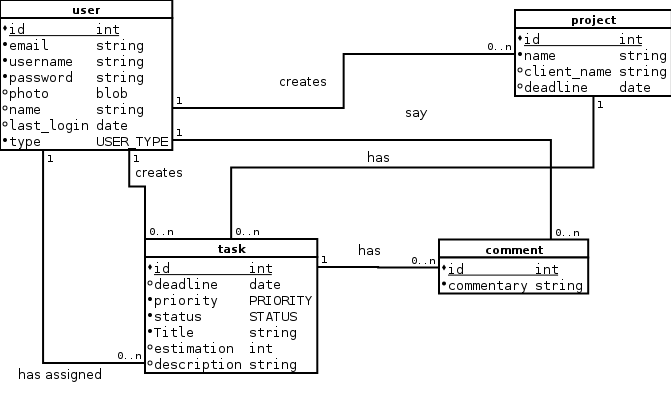 user
id int
email string
username string
password string
photo blob
name string
last_login date
type USER_TYPE
project
id int
name string
client_name string
deadline date
0..n
creates
1
say
1
1
has
1
1
creates
0..n
0..n
0..n
task
id int
deadline date
priority PRIORITY
status STATUS
Title string
estimation int
description string
has
1
0..n
comment
id int
commentary string
0..n
has assigned